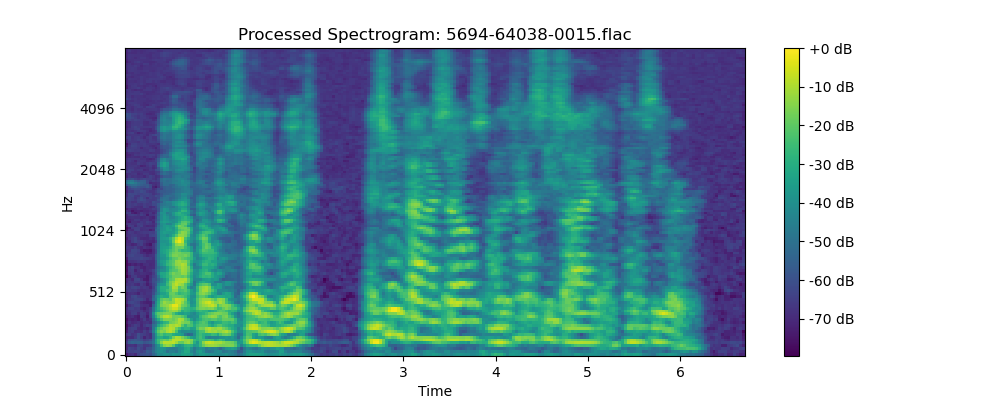 Processed Spectrogram: 5694-64038-0015.flac
Hz
4096
2048
1024
512
0
0 1 2 3 4 5 6
Time
+0 dB
-10 dB
-20 dB
-30 dB
-40 dB
-50 dB
-60 dB
-70 dB